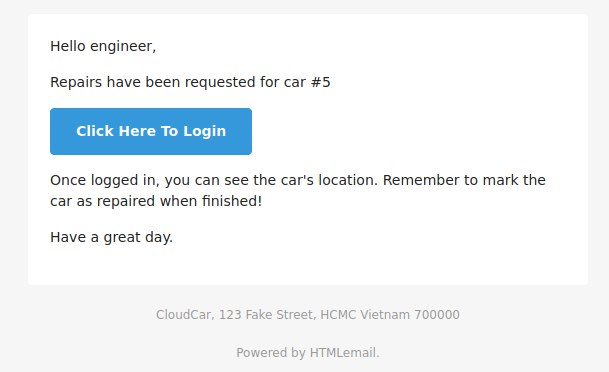 Hello engineer,
Repairs have been requested for car #5
Click Here To Login
Once logged in, you can see the car's location. Remember to mark the
car as repaired when finished!
Have a great day.
CloudCar, 123 Fake Street, HCMC Vietnam 700000
Powered by HTMLemail.